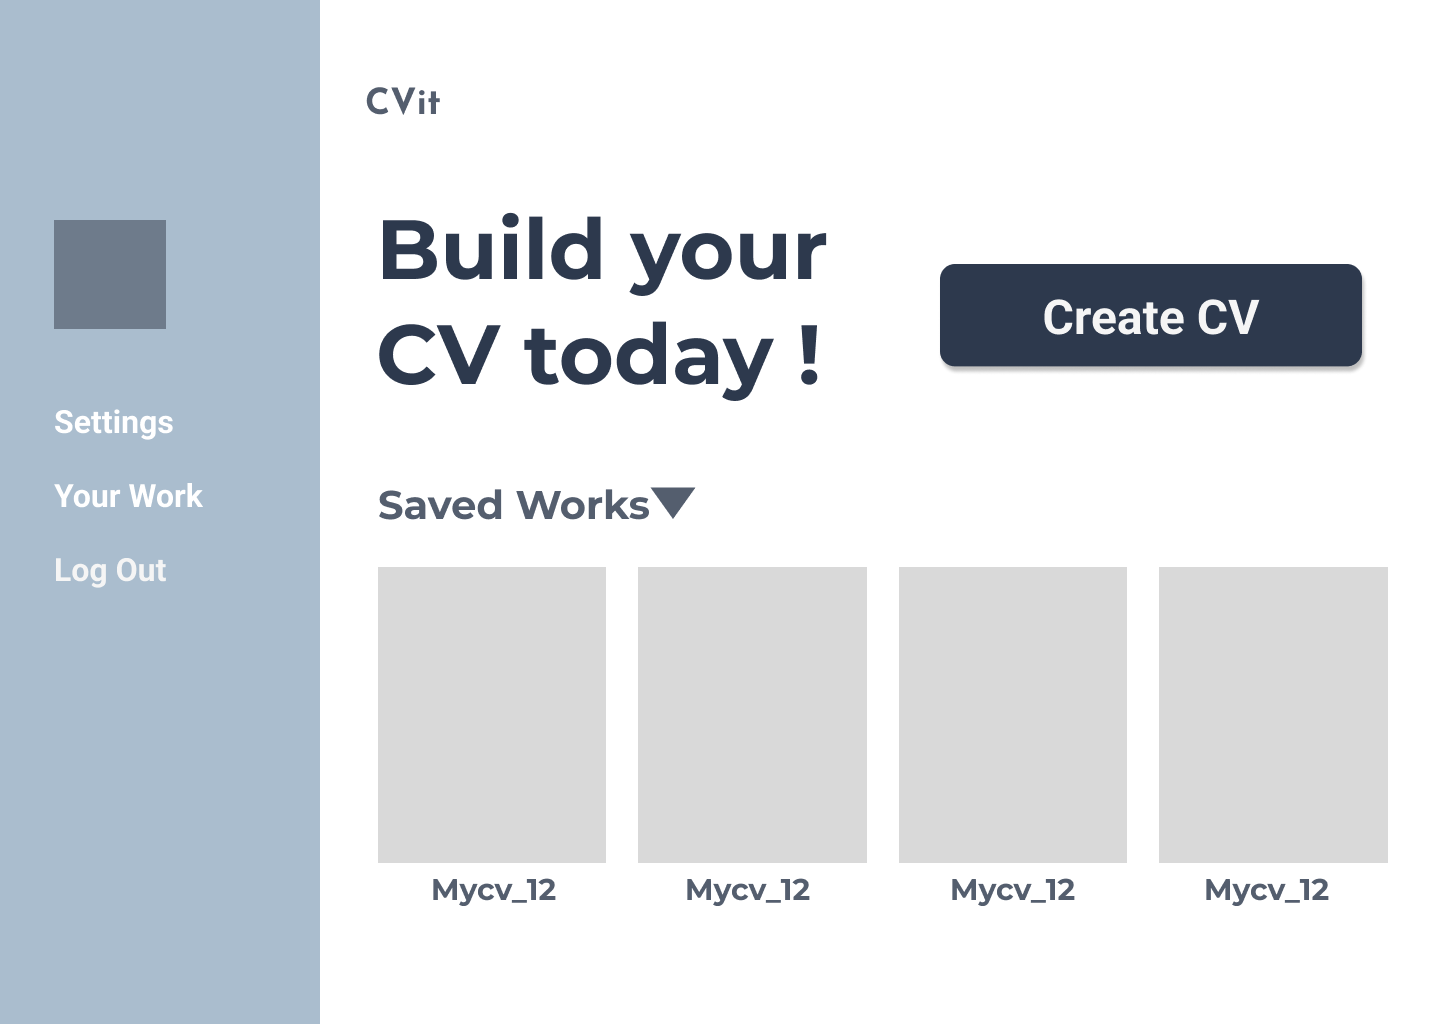 CVit
Build your
CV today !
Create CV
Settings
Your Work
Log Out
Saved Works
Mycv_12
Mycv_12
Mycv_12
Mycv_12